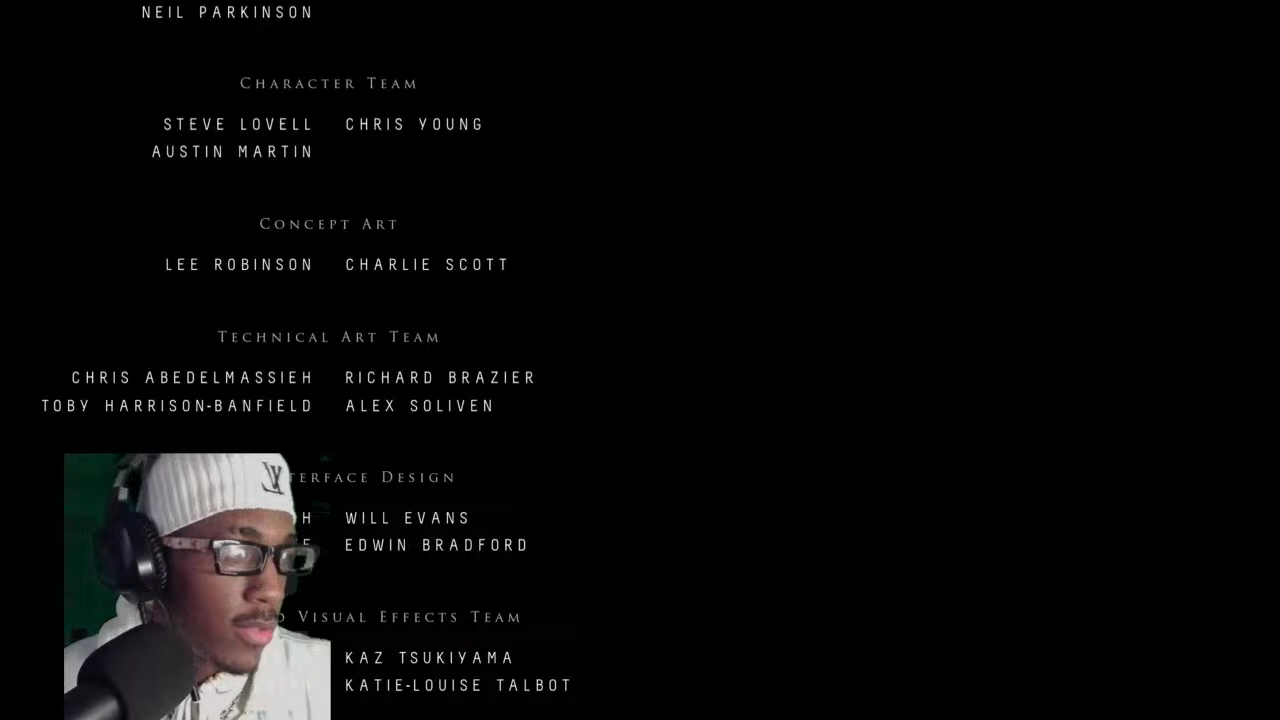 NEIL PARKINSON
CHARACTER TEAM
STEVE LOVELL CHRIS YOUNG
AUSTIN MARTIN
CONCEPT ART
LEE ROBINSON CHARLIE SCOTT
TECHNICAL ART TEAM
CHRIS ABEDELMASSIEH RICHARD BRAZIER
TOBY HARRISON-BANFIELD ALEX SOLIVEN
DESIGN
WILL EVANS
EDWIN BRADFORD
VISUAL EFFECTS TEAM
KAZ TSUKIYAMA
KATIE-LOUISE TALBOT